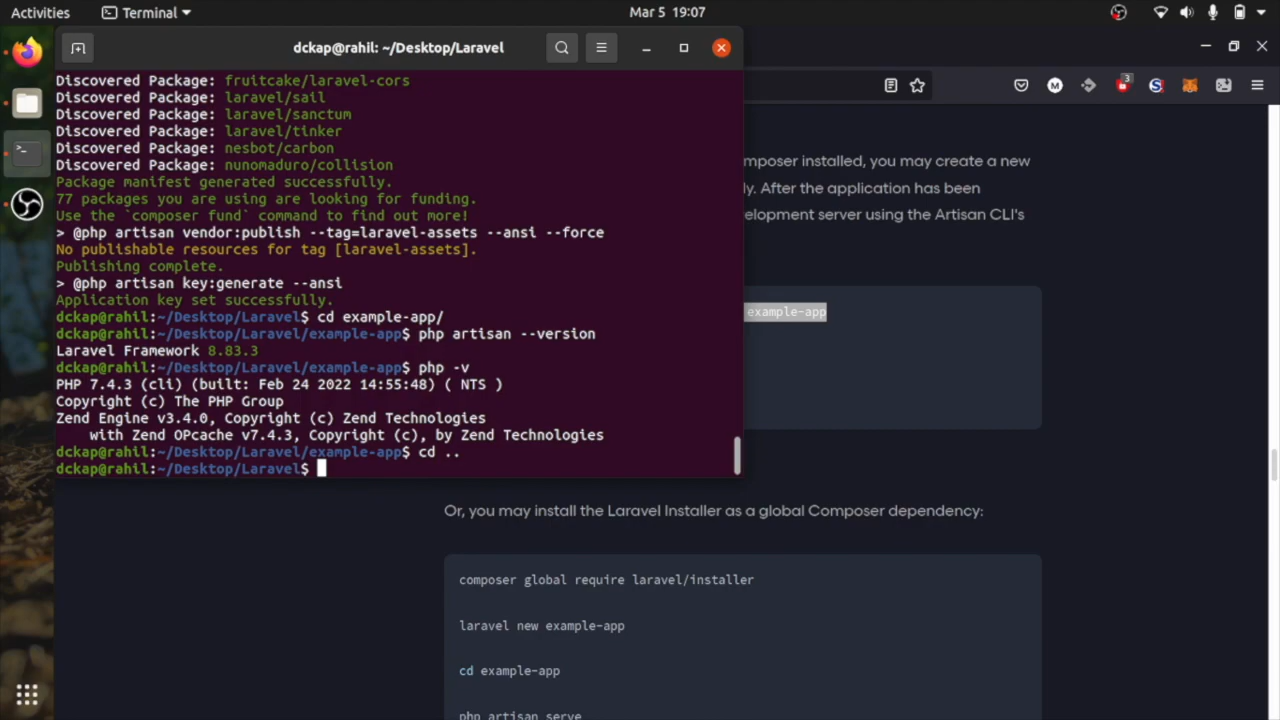 Activities
Terminal
Mar 5 19:07
dckap@rahil: ~/Desktop/Laravel
3
Discovered Package: fruitcake/laravel-cors
Discovered Package: laravel/sail
Discovered Package: laravel/sanctum
Discovered Package: laravel/tinker
Discovered Package: nesbot/carbon
Discovered Package: nunomaduro/collision
Package manifest generated successfully.
77 packages you are using are looking for funding.
Use the `composer fund` command to find out more!
> @php artisan vendor:publish --tag=laravel-assets --ansi --force
No publishable resources for tag [laravel-assets].
Publishing complete.
> @php artisan key:generate --ansi
Application key set successfully.
dckap@rahil:~/Desktop/Laravel$ cd example-app/
dckap@rahil:~/Desktop/Laravel/example-app$ php artisan --version
Laravel Framework 8.83.3
dckap@rahil:~/Desktop/Laravel/example-app$ php -v
PHP 7.4.3 (cli) (built: Feb 24 2022 14:55:48) ( NTS )
Copyright (c) The PHP Group
Zend Engine v3.4.0, Copyright (c) Zend Technologies
with Zend OPcache v7.4.3, Copyright (c), by Zend Technologies
dckap@rahil:~/Desktop/Laravel/example-app$ cd ..
dckap@rahil:~/Desktop/Laravel$
mposer installed, you may create a new
ly. After the application has been
elopment server using the Artisan CLI's
example-app
Or, you may install the Laravel Installer as a global Composer dependency:
composer global require laravel/installer
laravel new example-app
cd example-app
php artisan serve